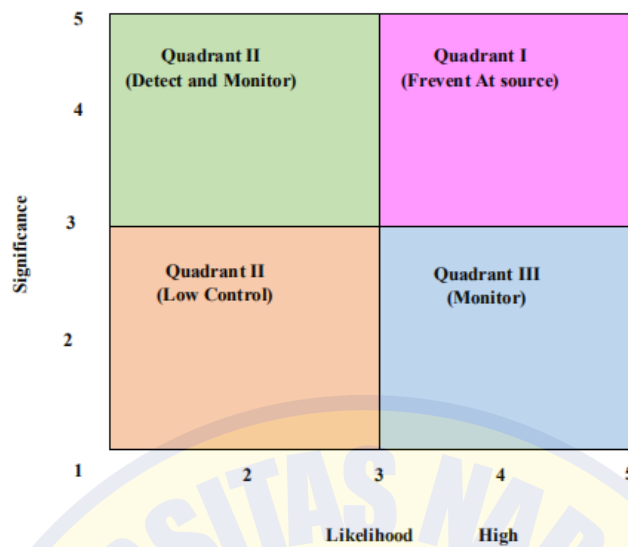 5
Quadrant II
(Detect and Monitor)
Quadrant I
(Frevent At source)
4
Significance
3
Quadrant II
(Low Control)
Quadrant III
(Monitor)
2
1
2
3
4
5
Likelihood High